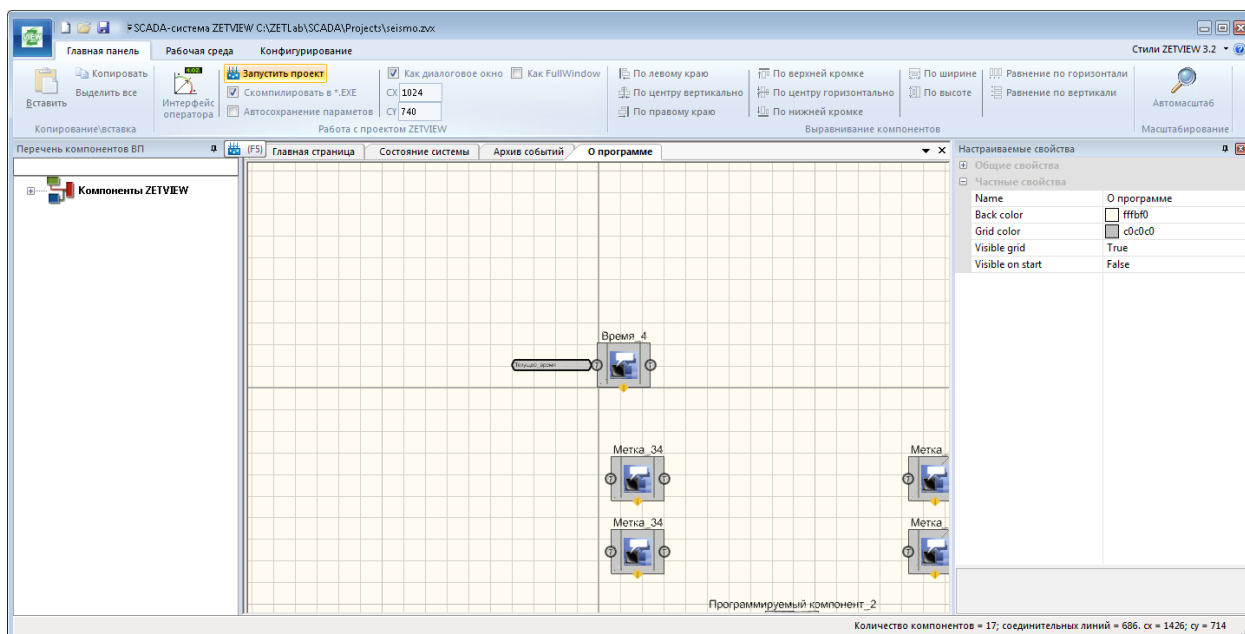 SCADA-система ZETVIEW C:\ZETLab\SCADA\Projects\seismo.zvx
VIEW
Главная панель Рабочая среда Конфигурирование Стили ZETVIEW 3.2
Вставить
Копировать
Выделить все
Копирование\вставка
Интерфейс оператора
Запустить проект
Скомпилировать в *.EXE
Автосохранение параметов
Как диалоговое окно Как FullWindow
CX 1024
CY 740
Работа с проектом ZETVIEW
По левому краю
По центру вертикально
По правому краю
По верхней кромке
По центру горизонтально
По нижней кромке
По ширине
По высоте
Равнение по горизонтали
Равнение по вертикали
Выравнивание компонентов
Автомасштаб
Масштабирование
Перечень компонентов ВП
(F5) Главная страница Состояние системы Архив событий О программе
Компоненты ZETVIEW
Время_4
Текущее_время
Метка_34
Метка_
Метка_34
Метка_
Программируемый компонент_2
Настраиваемые свойства
Общие свойства
Частные свойства
Name О программе
Back color fffbf0
Grid color c0c0c0
Visible grid True
Visible on start False
Количество компонентов = 17; соединительных линий = 686. cx = 1426; cy = 714